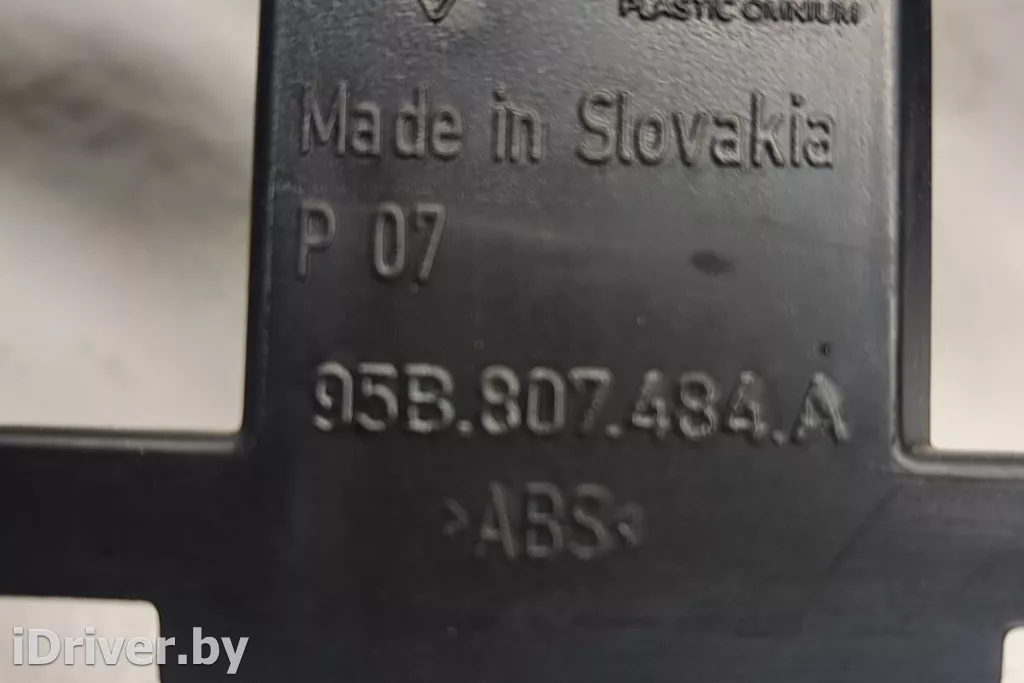 PLASTIC OMNIUM
Made in Slovakia
P 07
95B.807.484.A
>ABS<
iDriver.by